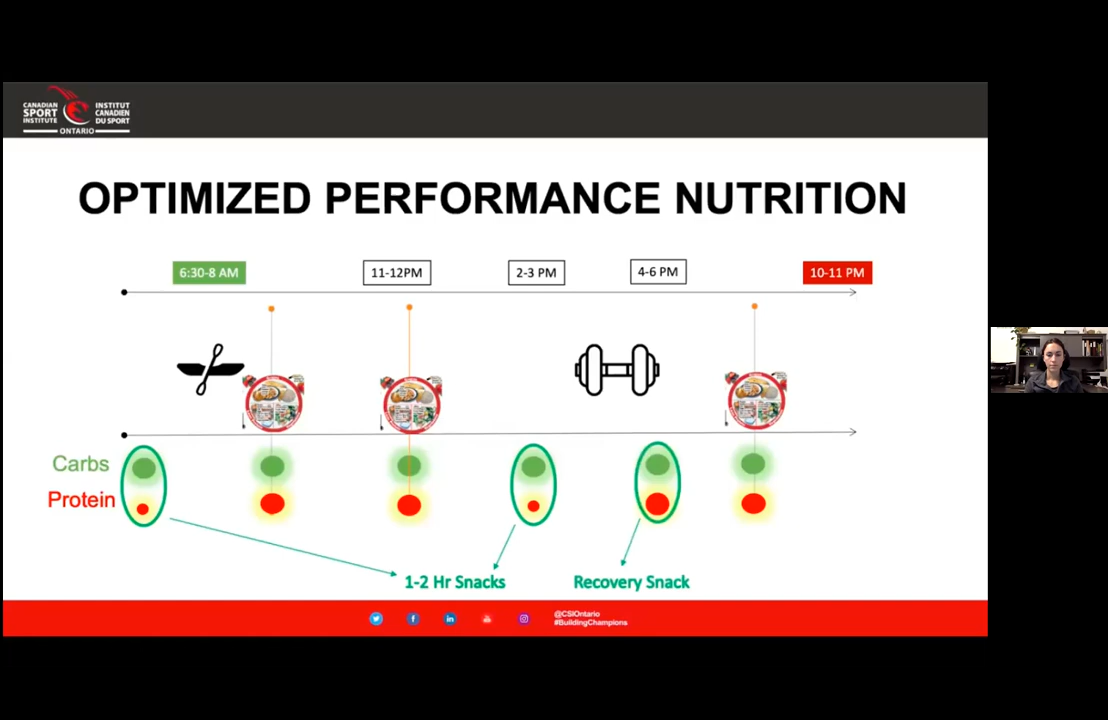 CANADIAN
SPORT
INSTITUTE
INSTITUT
CANADIEN
DU SPORT
ONTARIO
OPTIMIZED PERFORMANCE NUTRITION
6:30-8 AM
11-12PM
2-3 PM
4-6 PM
10-11 PM
Carbs
Protein
1-2 Hr Snacks
Recovery Snack
@CSIOntario
#BuildingChampions